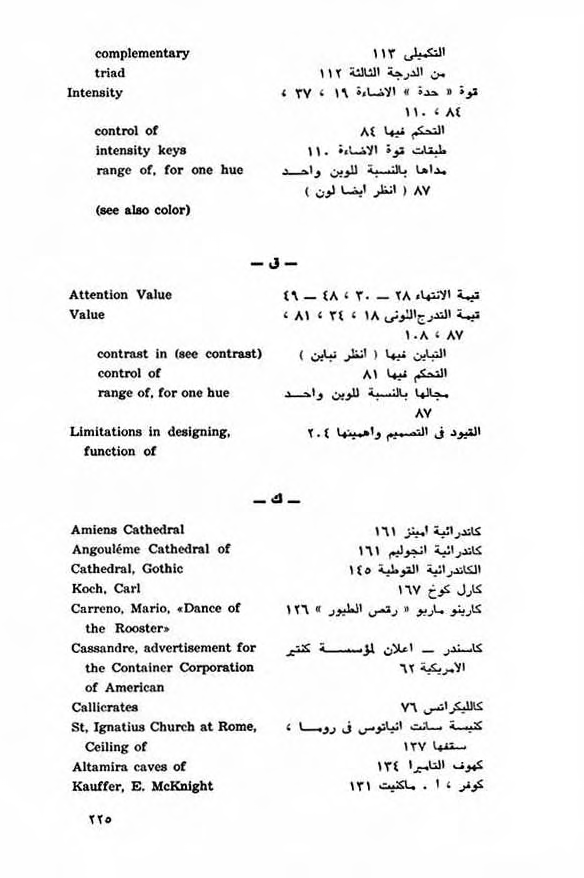 complementary التكميلى ١١٣
triad من الدرجة الثالثة ١١٢
Intensity قوة « حدة » الاضاءة ١٩ ، ٣٧ ،
٨٤ ، ١١٠
control of التحكم فيها ٨٤
intensity keys طبقات قوة الاضاءة ١١٠
range of, for one hue مداها بالنسبة للوين واحد
٨٧ ( انظر ايضا لون )
(see also color)
— ق —
Attention Value قيمة الانتهاء ٢٨ — ٣٠ ، ٤٨ — ٤٩
Value قيمة التدرج اللونى ١٨ ، ٣٤ ، ٨١ ،
٨٧ ، ١٠٨
contrast in (see contrast) التباين فيها ( انظر تباين )
control of التحكم فيها ٨١
range of, for one hue مجالها بالنسبة للوين واحد
٨٧
Limitations in designing, القيود فى التصميم واهميتها ٢٠٤
function of
— ك —
Amiens Cathedral كاتدرائية امينز ١٦١
Angouléme Cathedral of كاتدرائية انجوليم ١٦١
Cathedral, Gothic الكاتدرائية القوطية ١٤٥
Koch, Carl كارل كوخ ١٦٧
Carreno, Mario, «Dance of كارينو ماريو « رقص الطيور » ١٢٦
the Rooster»
Cassandre, advertisement for كاسندر — اعلان لمؤسسة كنتير
the Container Corporation الامريكية ٦٢
of American
Callicrates كالليكراتس ٧٦
St, Ignatius Church at Rome, كنيسة سانت اتياتوس فى روما ،
Ceiling of سقفها ١٣٧
Altamira caves of كهوف التاميرا ١٣٤
Kauffer, E. McKnight كوفر ، ا . ماكنيت ١٣١
٢٢٥